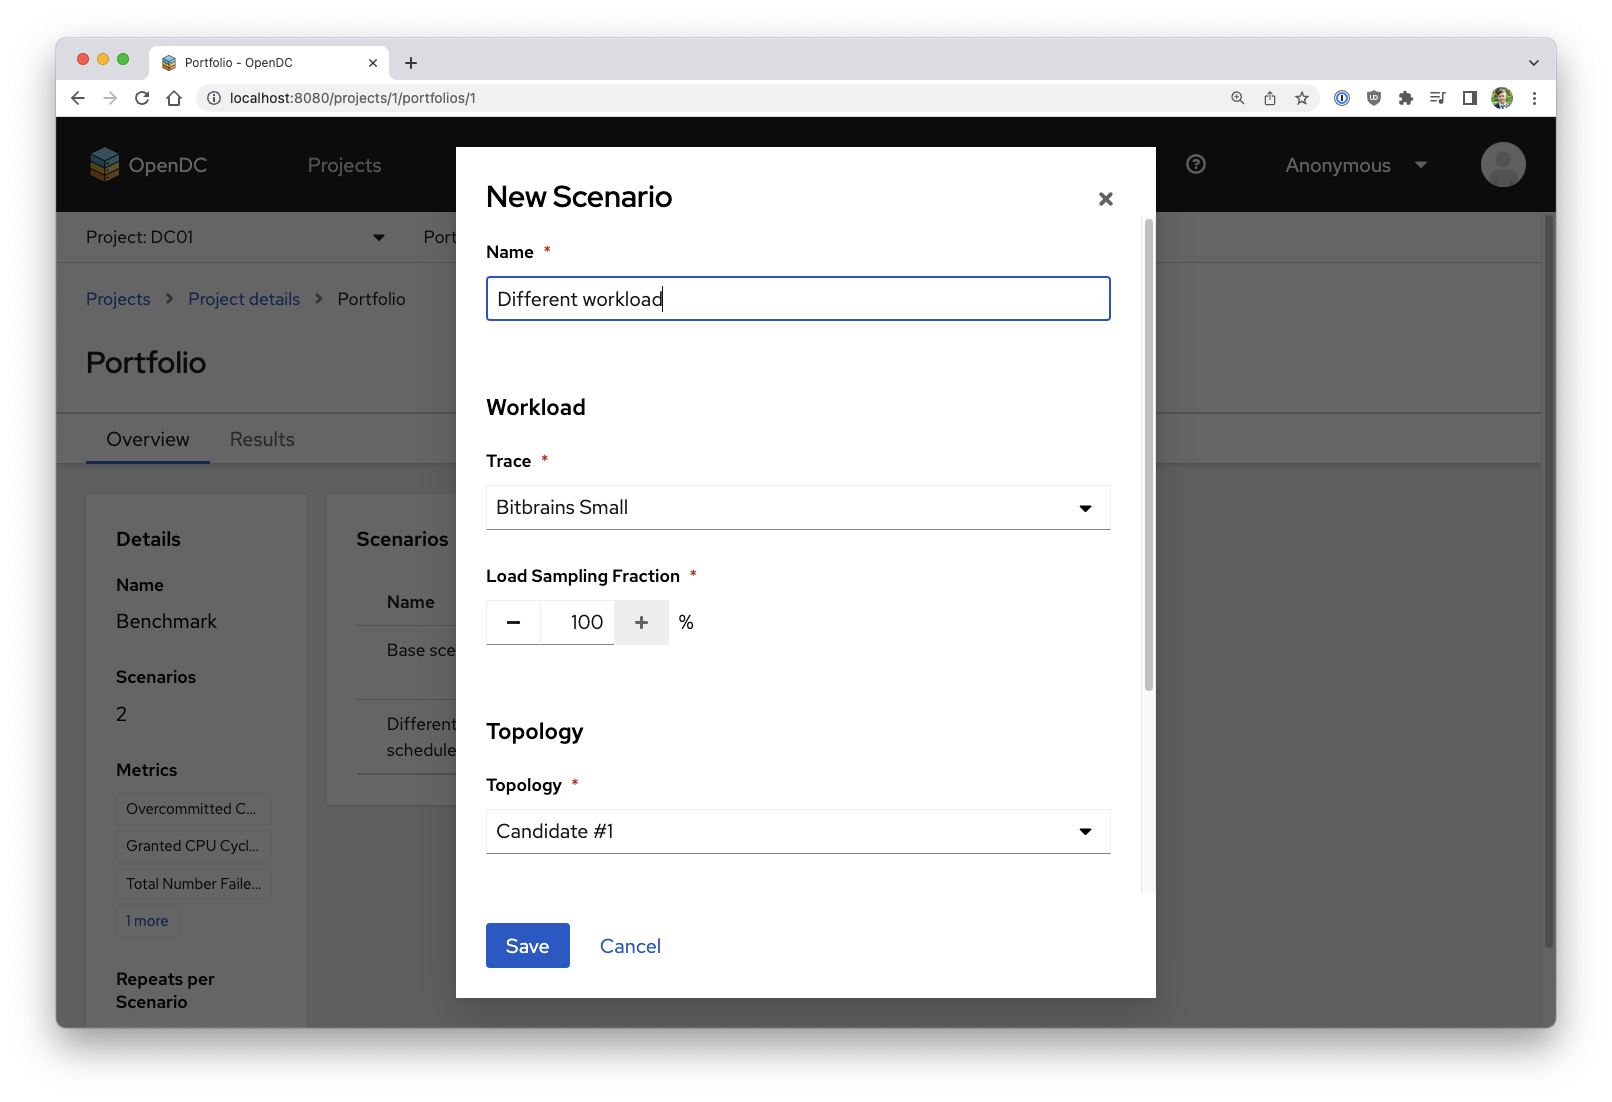 Portfolio - OpenDC
localhost:8080/projects/1/portfolios/1
OpenDC
Projects
Anonymous
Project: DC01
Port
Projects
Project details
Portfolio
Portfolio
Overview
Results
Details
Name
Benchmark
Scenarios
2
Metrics
Overcommitted C...
Granted CPU Cycl...
Total Number Faile...
1 more
Repeats per
Scenario
Scenarios
Name
Base sce
Different
schedule
New Scenario
Name *
Different workload
Workload
Trace *
Bitbrains Small
Load Sampling Fraction *
− 100 + %
Topology
Topology *
Candidate #1
Save
Cancel